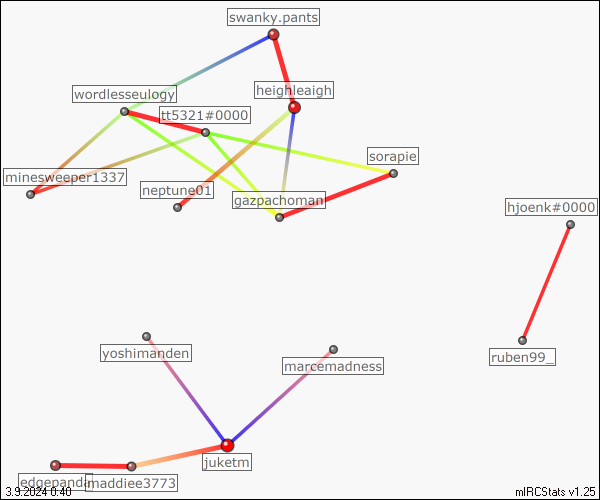 swanky.pants
heighleaigh
wordlesseulogy
tt5321#0000
sorapie
minesweeper1337
neptune01
gazpachoman
hjoenk#0000
yoshimanden
marcemadness
ruben99_
juketm
edgepanda
maddiee3773
3.9.2024 0:40
mIRCStats v1.25